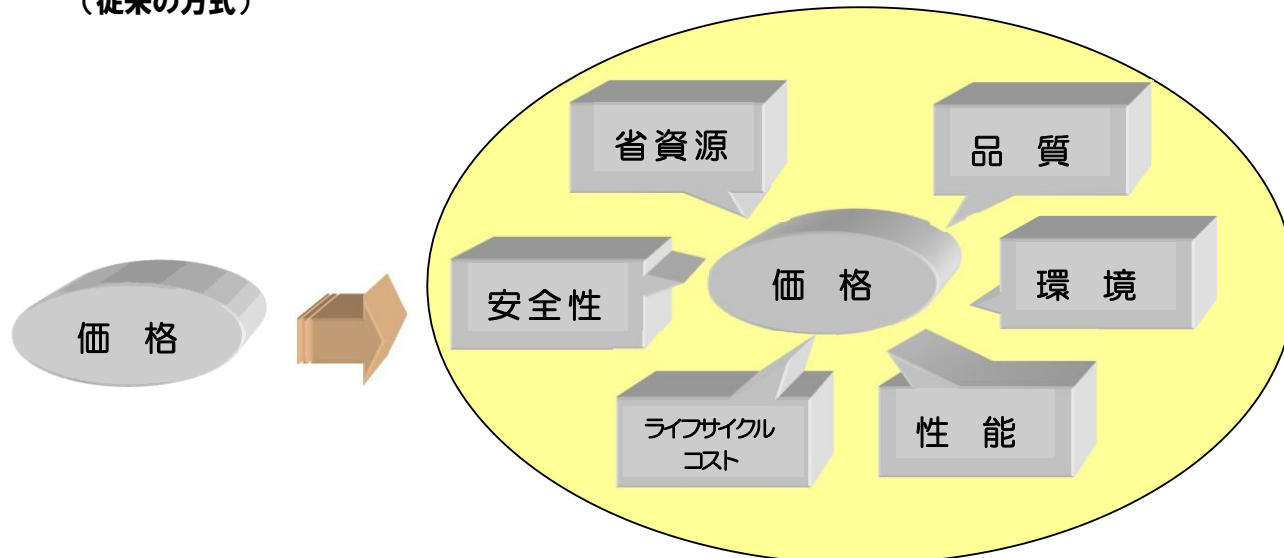 （従来の方式）
省資源
品 質
価 格
安全性
価 格
環 境
ライフサイクル
コスト
性 能